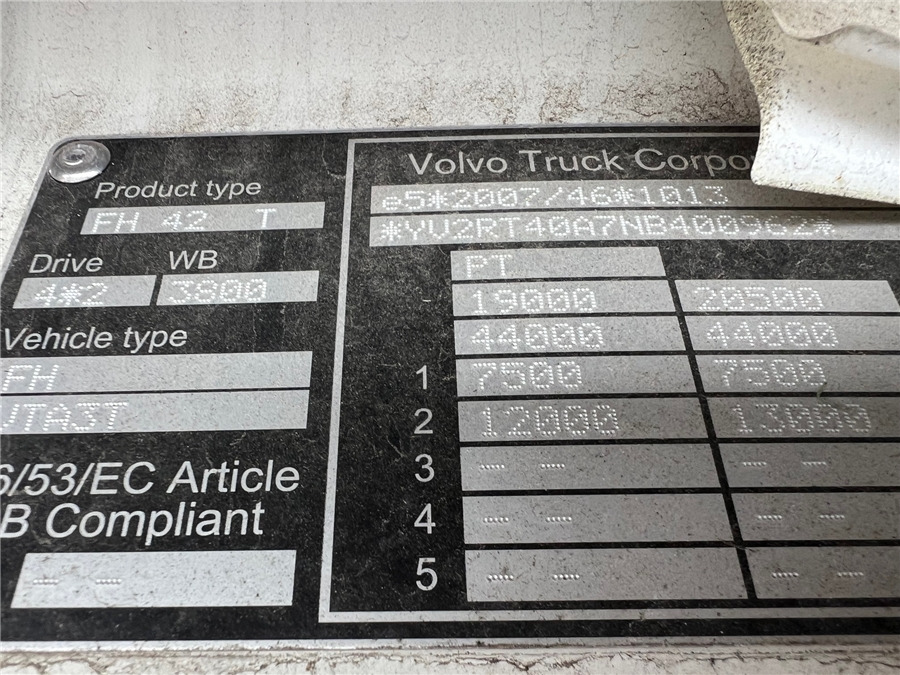 Volvo Truck Corpo
Product type
FH 42 T
e5*2007/46*1013
*YV2RT40A7NB400962*
Drive WB
4*2 3800
PT
19000 20500
44000 44000
Vehicle type
FH
VTA3T
1 7500 7500
2 12000 13000
3 -- -- -- --
4 -- -- -- --
5 -- -- -- --
6/53/EC Article
B Compliant
-- --